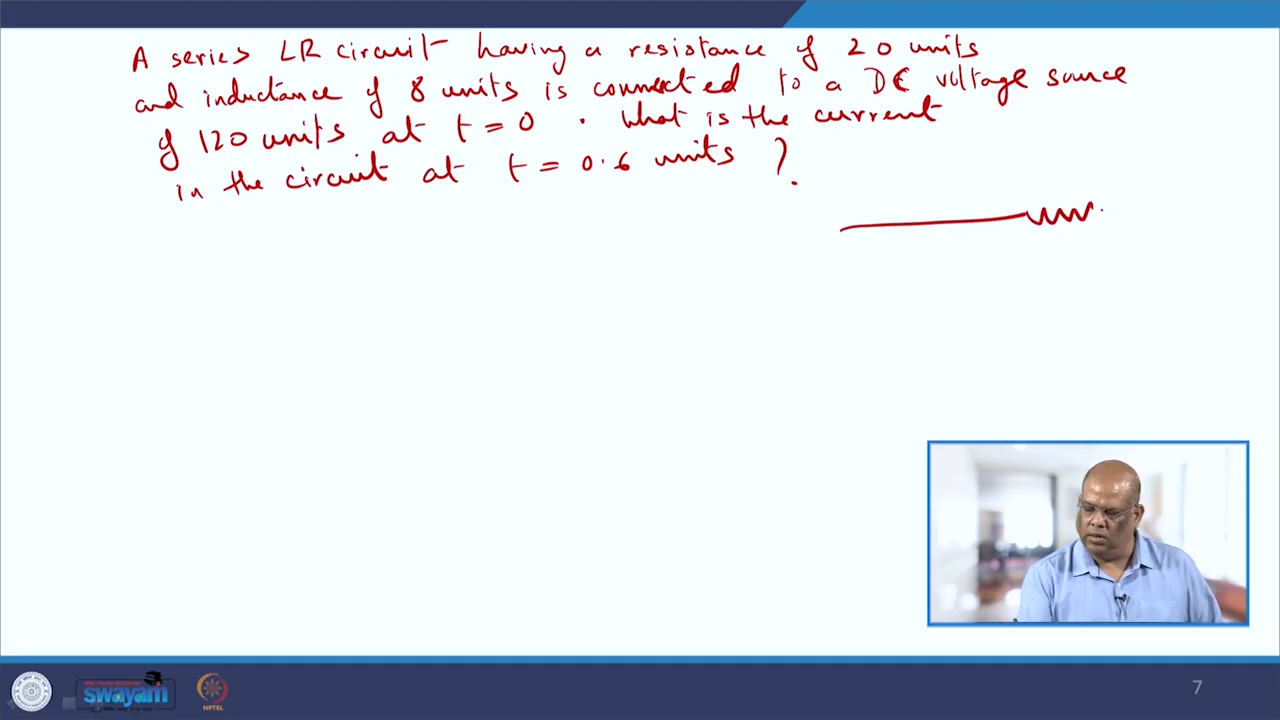 A series LR circuit having a resistance of 20 units
and inductance of 8 units is connected to a DC voltage source
of 120 units at t = 0 . What is the current
in the circuit at t = 0.6 units ?
swayam
NPTEL
7